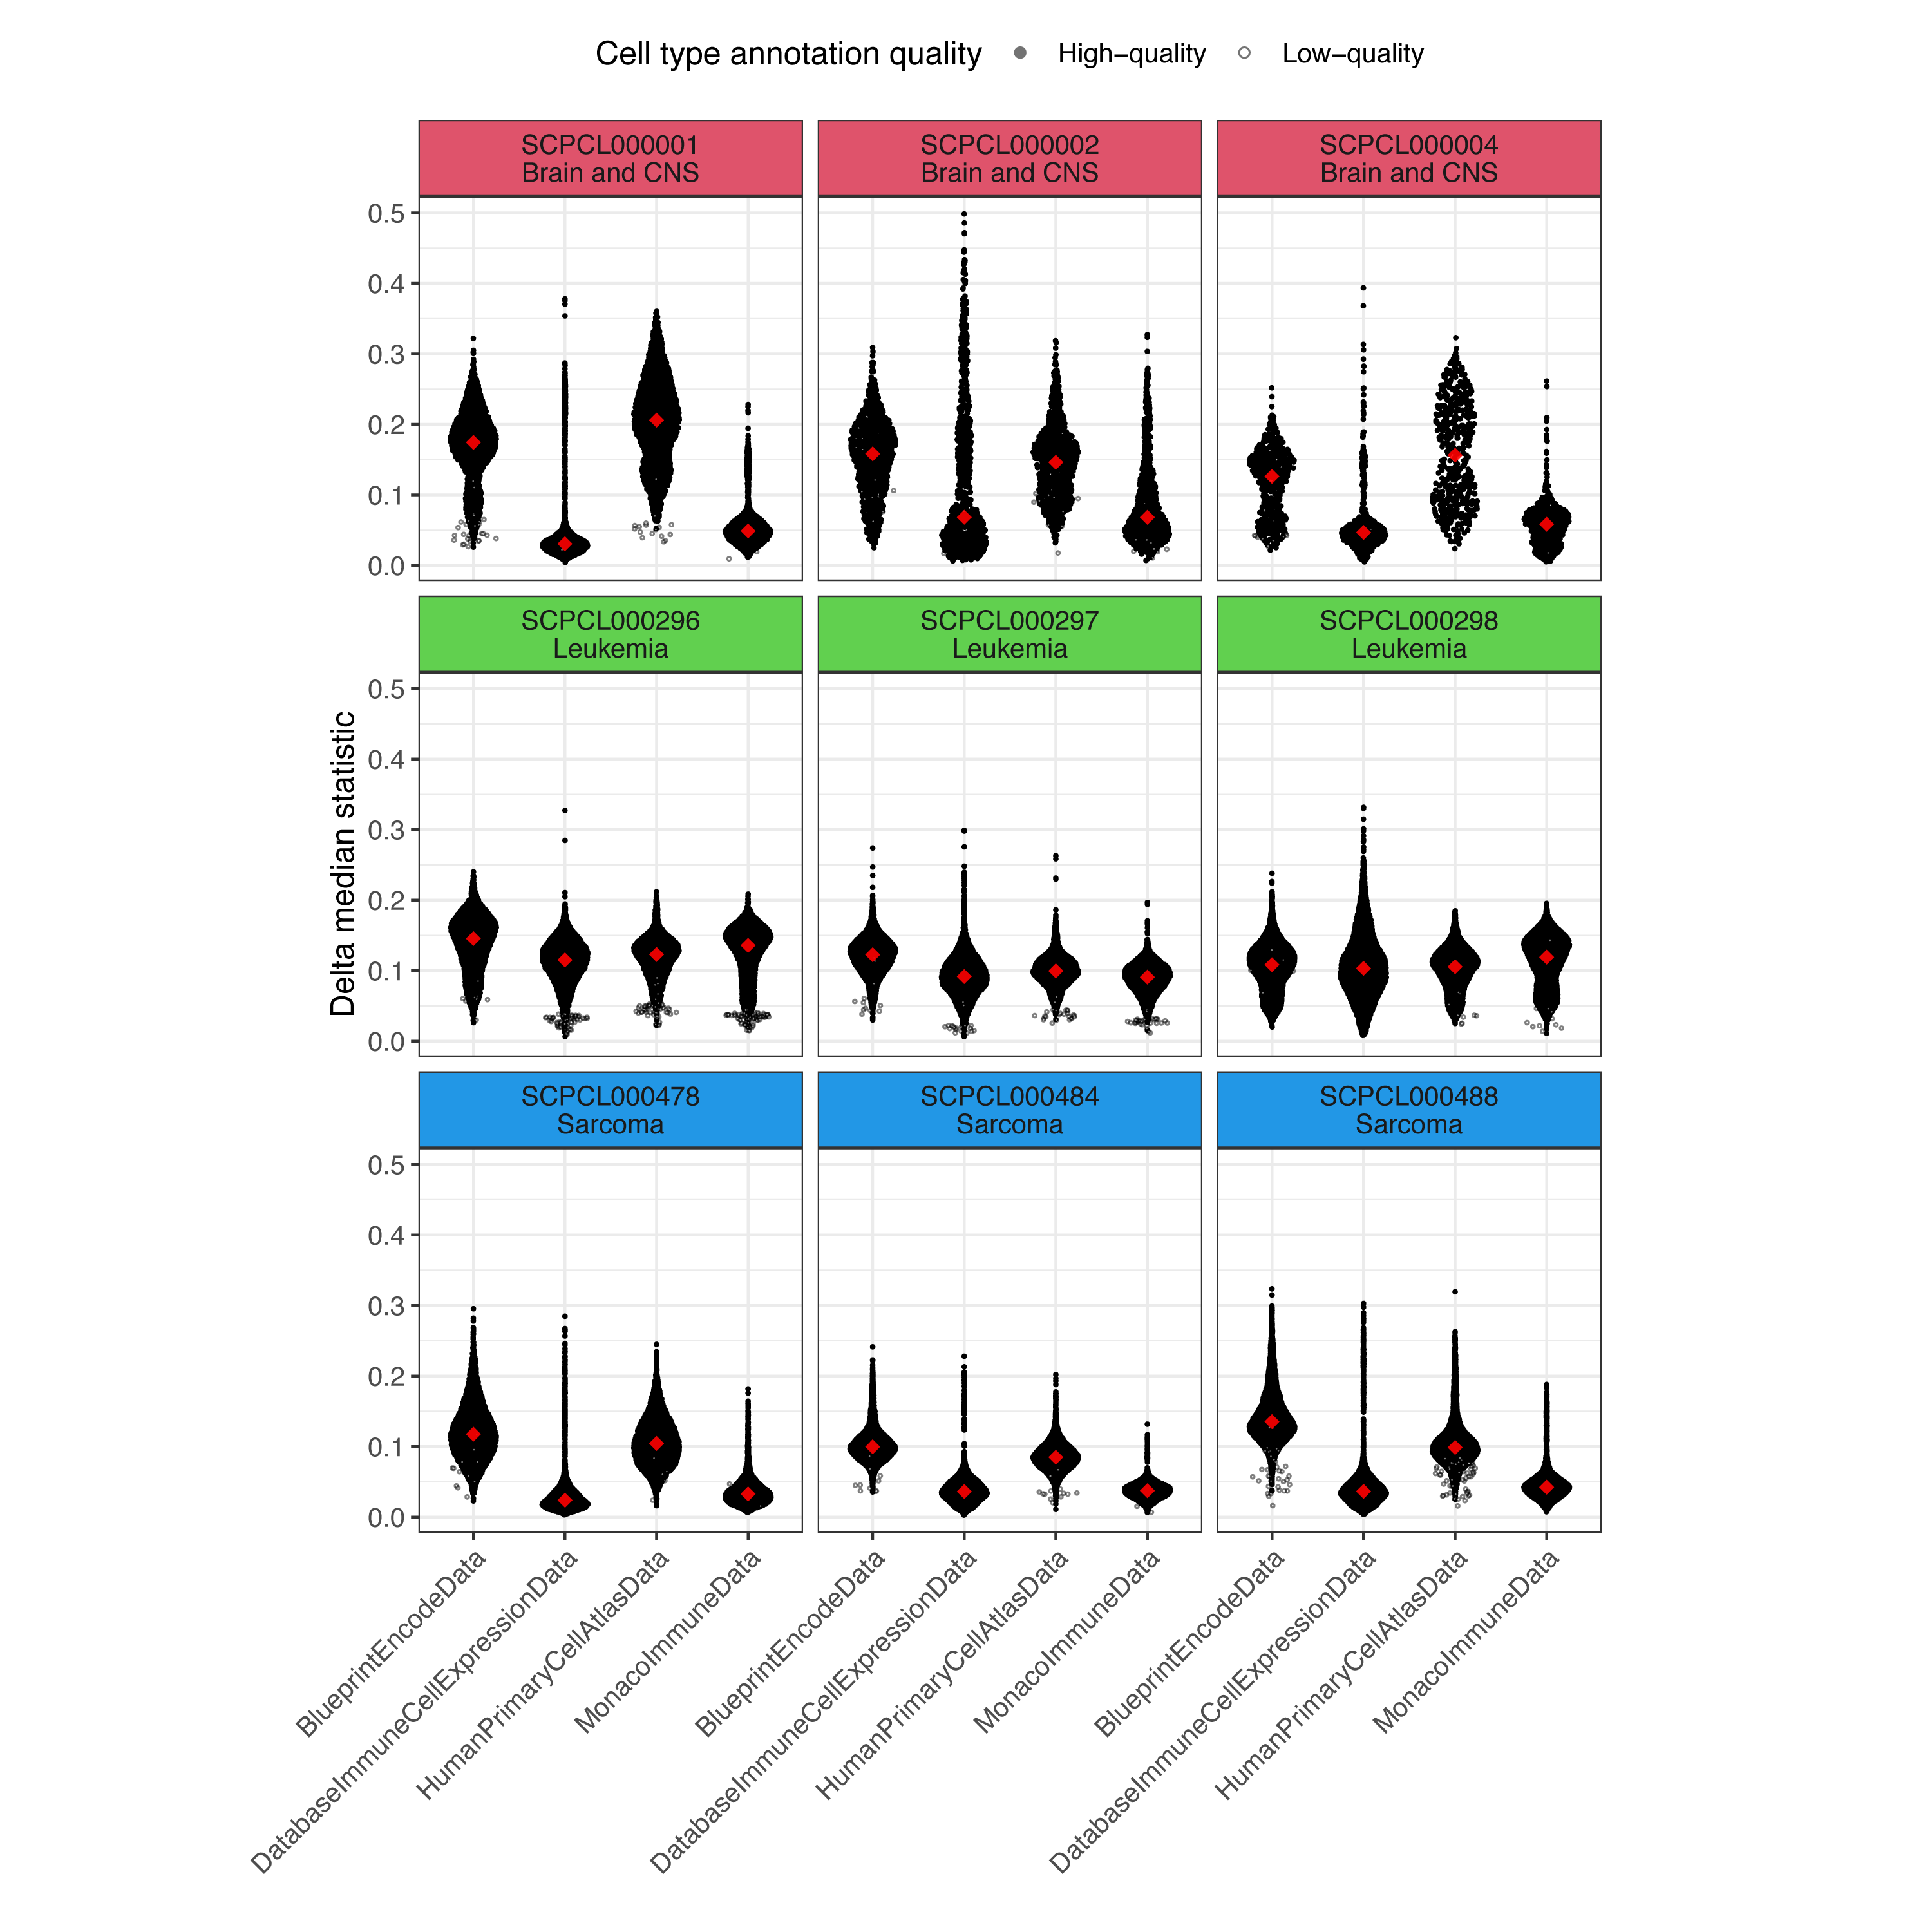 Cell type annotation quality High−quality Low−quality
SCPCL000001
Brain and CNS
SCPCL000002
Brain and CNS
SCPCL000004
Brain and CNS
0.5
0.4
0.3
0.2
0.1
0.0
SCPCL000296
Leukemia
SCPCL000297
Leukemia
SCPCL000298
Leukemia
0.5
0.4
0.3
0.2
0.1
0.0
Delta median statistic
SCPCL000478
Sarcoma
SCPCL000484
Sarcoma
SCPCL000488
Sarcoma
0.5
0.4
0.3
0.2
0.1
0.0
BlueprintEncodeData
DatabaseImmuneCellExpressionData
HumanPrimaryCellAtlasData
MonacoImmuneData
BlueprintEncodeData
DatabaseImmuneCellExpressionData
HumanPrimaryCellAtlasData
MonacoImmuneData
BlueprintEncodeData
DatabaseImmuneCellExpressionData
HumanPrimaryCellAtlasData
MonacoImmuneData